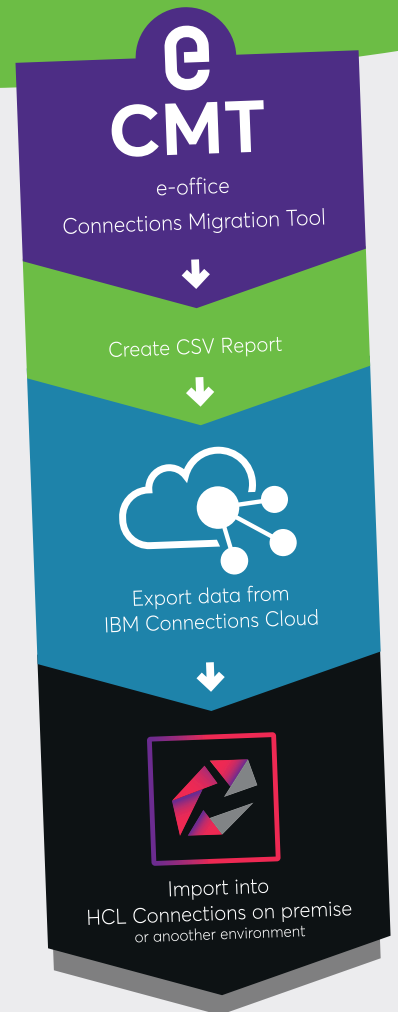 e
CMT
e-office
Connections Migration Tool
Create CSV Report
Export data from
IBM Connections Cloud
Import into
HCL Connections on premise
or anoother environment